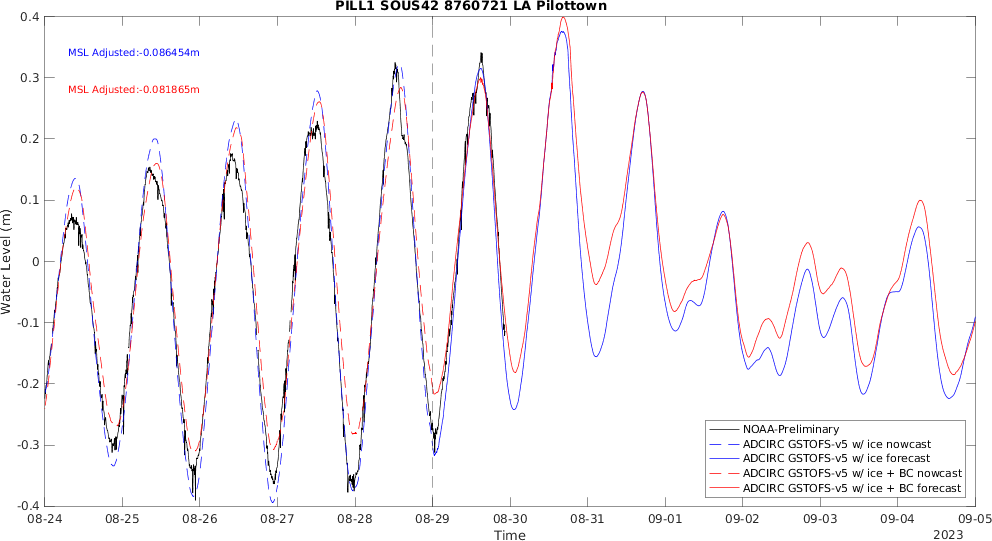 PILL1 SOUS42 8760721 LA Pilottown
MSL Adjusted:-0.086454m
MSL Adjusted:-0.081865m
Water Level (m)
0.4
0.3
0.2
0.1
0
-0.1
-0.2
-0.3
-0.4
NOAA-Preliminary
ADCIRC GSTOFS-v5 w/ ice nowcast
ADCIRC GSTOFS-v5 w/ ice forecast
ADCIRC GSTOFS-v5 w/ ice + BC nowcast
ADCIRC GSTOFS-v5 w/ ice + BC forecast
08-24 08-25 08-26 08-27 08-28 08-29 08-30 08-31 09-01 09-02 09-03 09-04 09-05
Time
2023